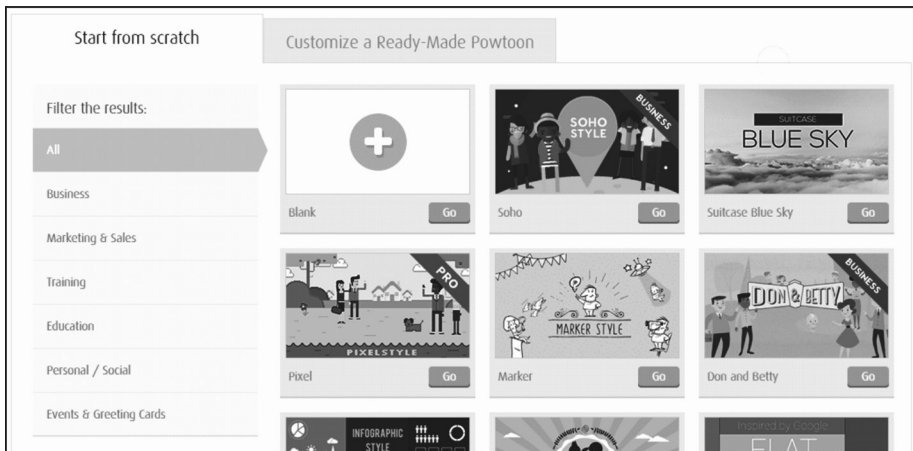 Start from scratch
Customize a Ready-Made Powtoon
Filter the results:
All
Business
Marketing & Sales
Training
Education
Personal / Social
Events & Greeting Cards
Blank
Go
SOHO
STYLE
BUSINESS
Soho
Go
SUITCASE
BLUE SKY
Suitcase Blue Sky
Go
PRO
PIXELSTYLE
Pixel
Go
MARKER STYLE
Marker
Go
BUSINESS
DON & BETTY
Don and Betty
Go
INFOGRAPHIC
STYLE
Inspired by Google
FLAT